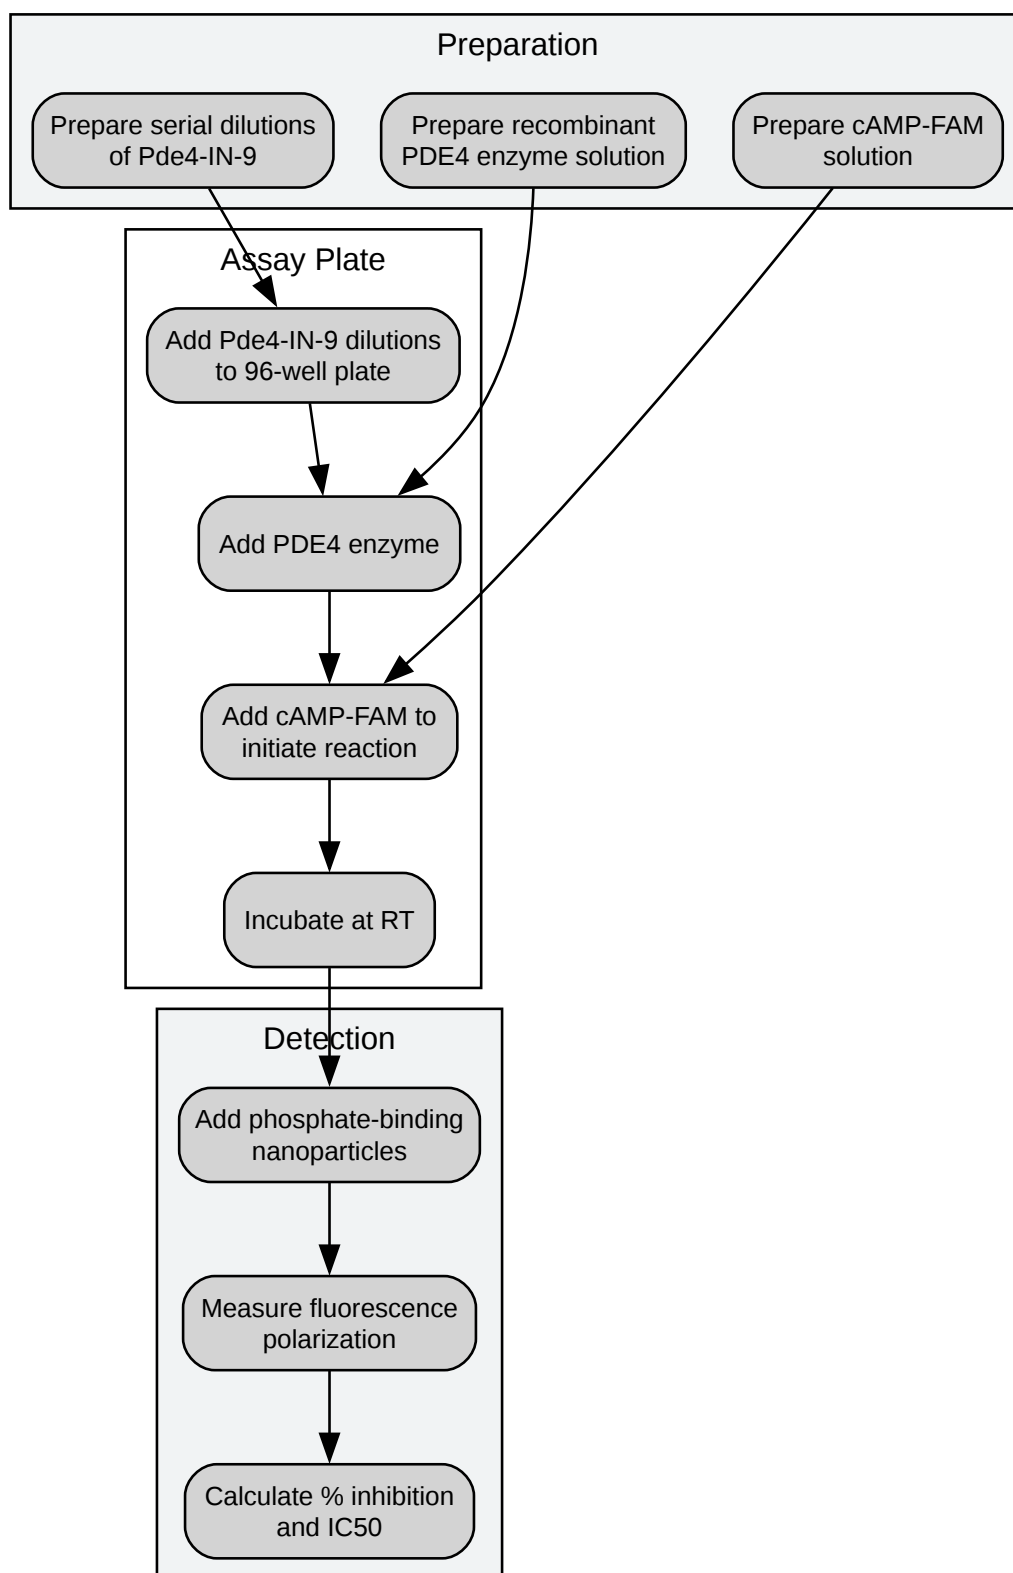 Preparation
Prepare serial dilutions
of Pde4-IN-9
Prepare recombinant
PDE4 enzyme solution
Prepare cAMP-FAM
solution
Assay Plate
Add Pde4-IN-9 dilutions
to 96-well plate
Add PDE4 enzyme
Add cAMP-FAM to
initiate reaction
Incubate at RT
Detection
Add phosphate-binding
nanoparticles
Measure fluorescence
polarization
Calculate % inhibition
and IC50